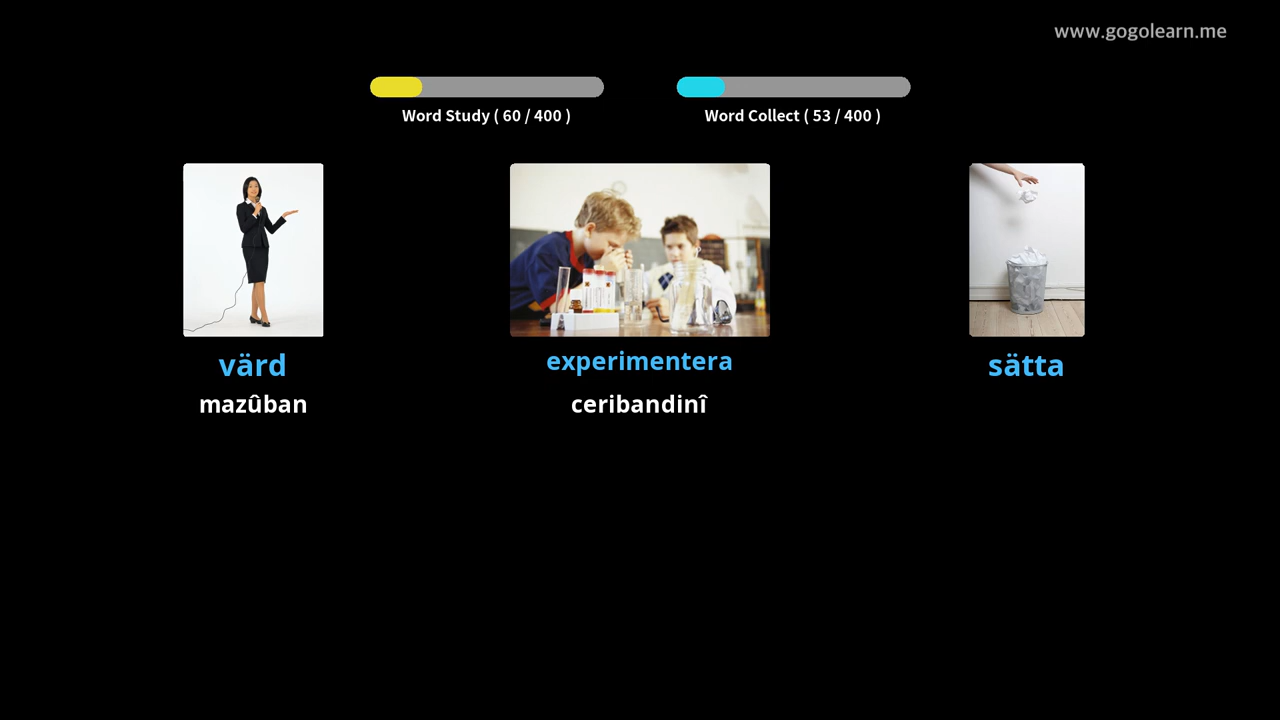 www.gogolearn.me
Word Study ( 60 / 400 )
Word Collect ( 53 / 400 )
värd
experimentera
sätta
mazûban
ceribandinî